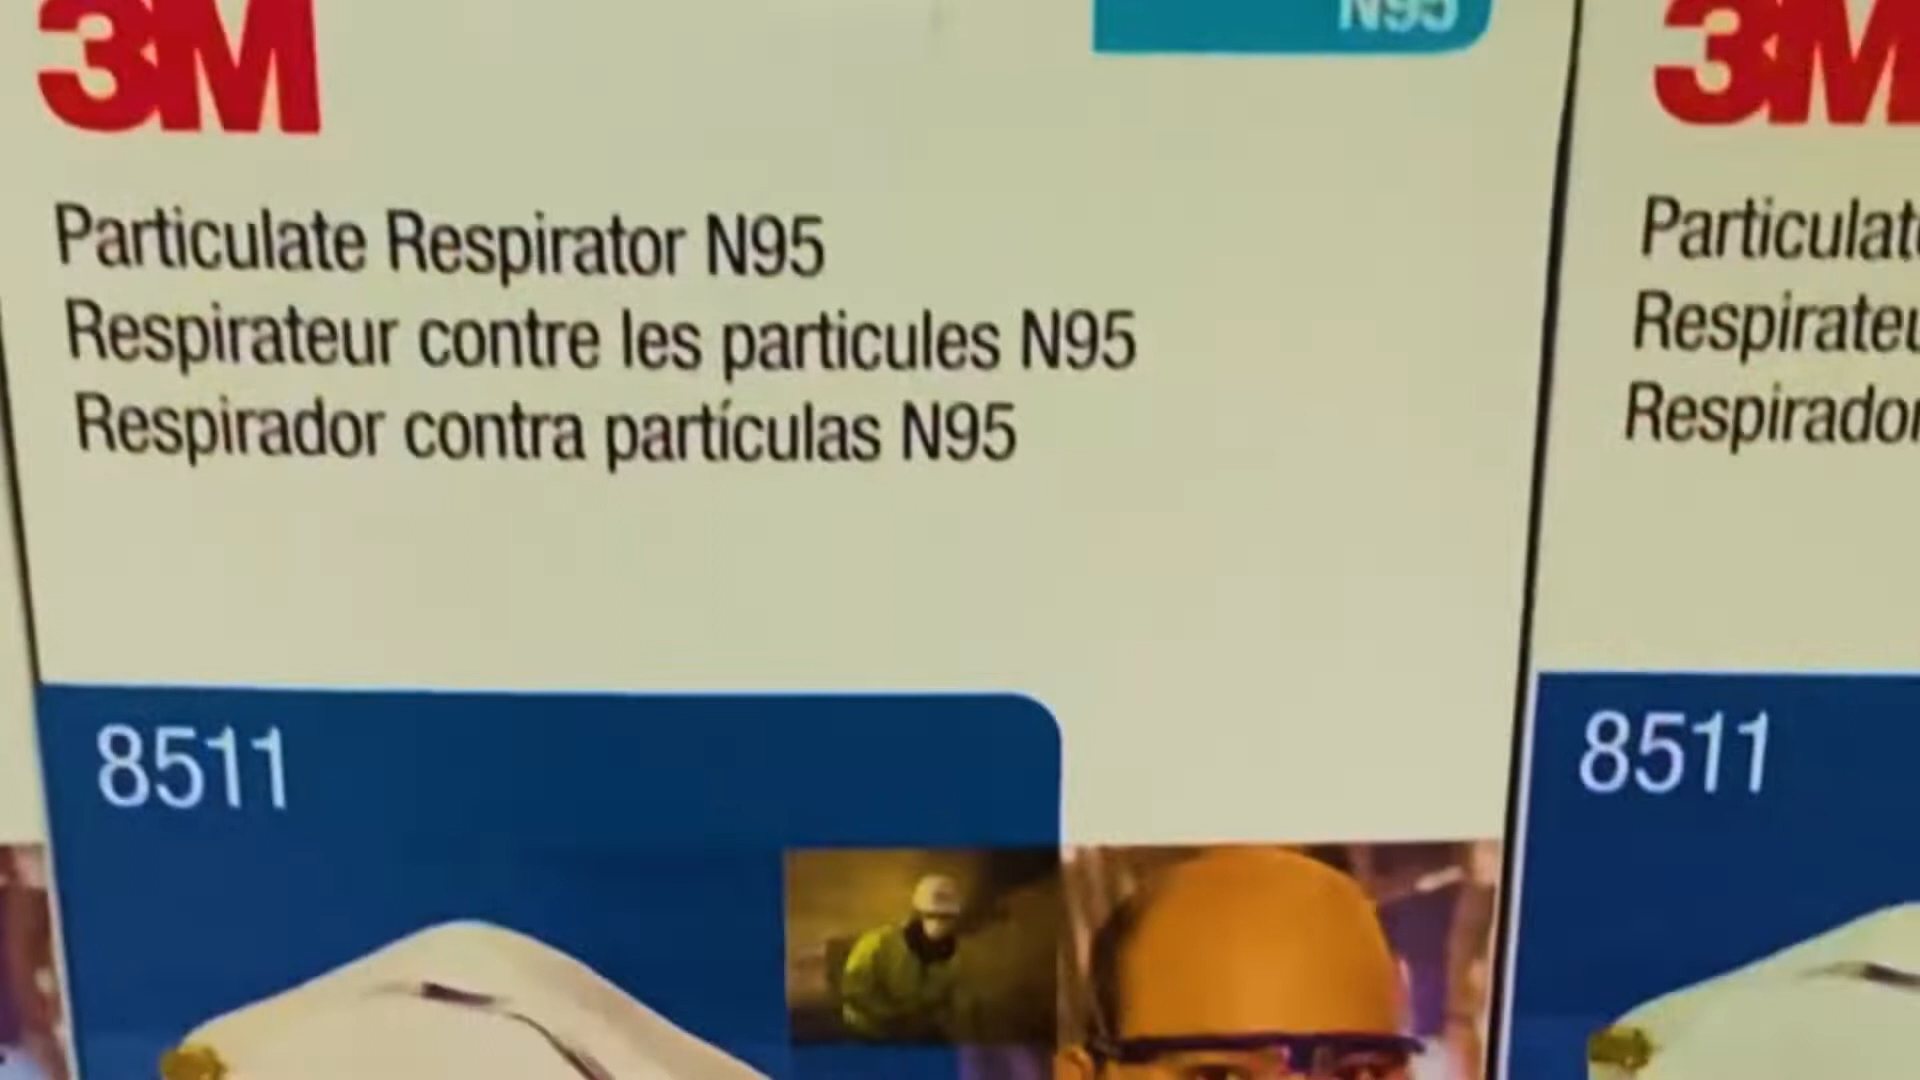 3M
N95
Particulate Respirator N95
Respirateur contre les particules N95
Respirador contra partículas N95
8511
3M
Particulat
Respirateu
Respirador
8511